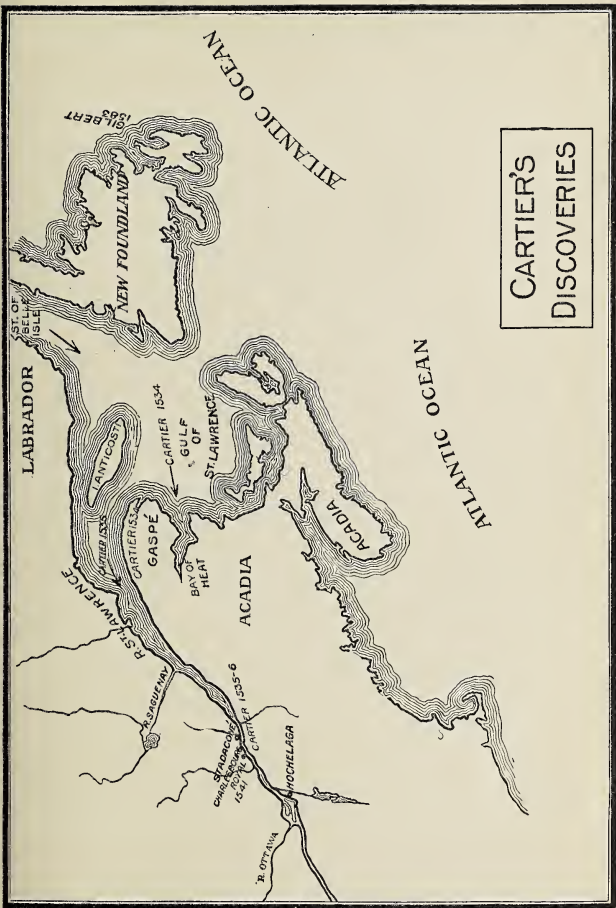 CARTIER'S
DISCOVERIES
ATLANTIC OCEAN
GILBERT
1583
NEW FOUNDLAND
ST. OF
BELLE
ISLE
LABRADOR
I. ANTICOSTI
CARTIER 1534
GULF
OF
ST. LAWRENCE
CARTIER 1535
CARTIER 1534
GASPÉ
BAY OF
HEAT
R. ST. LAWRENCE
ACADIA
ACADIA
ATLANTIC OCEAN
R. SAGUENAY
STADACONE
CARTIER 1535-6
CHARLESBOURG
ROYAL
1541
HOCHELAGA
R. OTTAWA